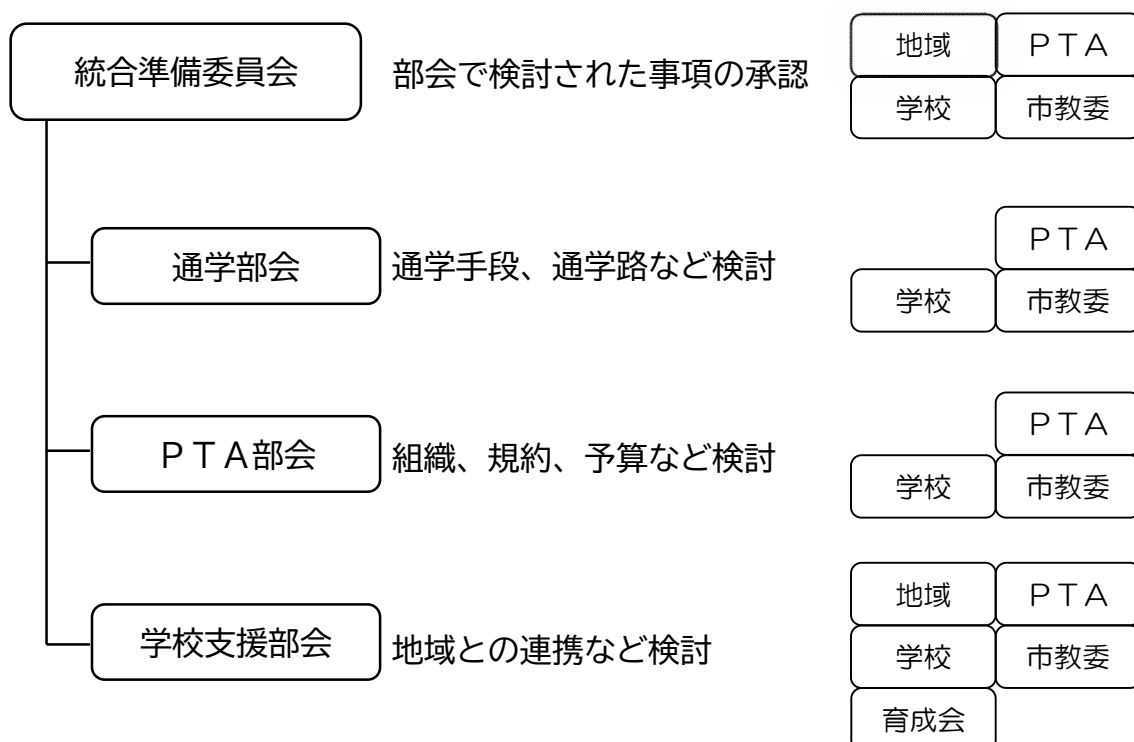 統合準備委員会 部会で検討された事項の承認
地域 ＰＴＡ
学校 市教委
通学部会 通学手段、通学路など検討
ＰＴＡ
学校 市教委
ＰＴＡ部会 組織、規約、予算など検討
ＰＴＡ
学校 市教委
学校支援部会 地域との連携など検討
地域 ＰＴＡ
学校 市教委
育成会